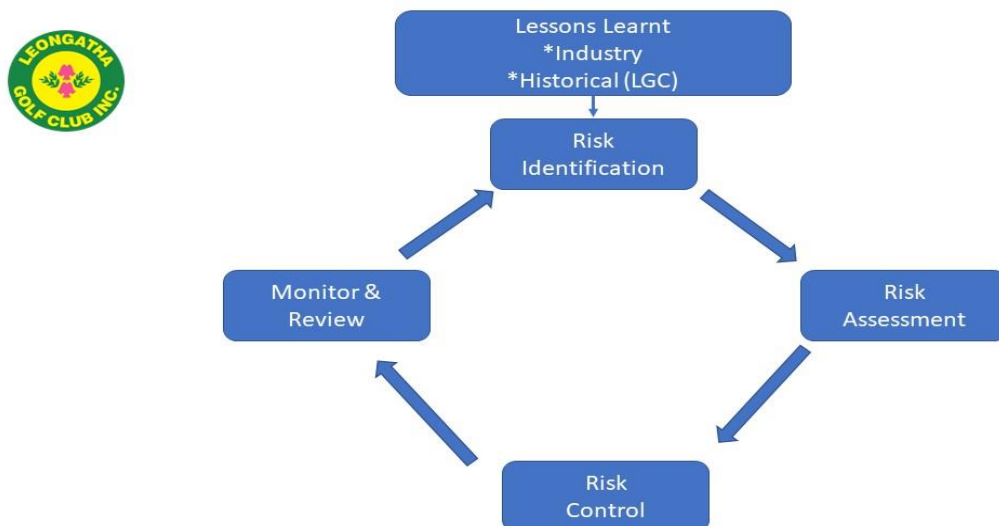 LEONGATHA
GOLF CLUB INC.
Lessons Learnt
*Industry
*Historical (LGC)
Risk
Identification
Monitor &
Review
Risk
Assessment
Risk
Control